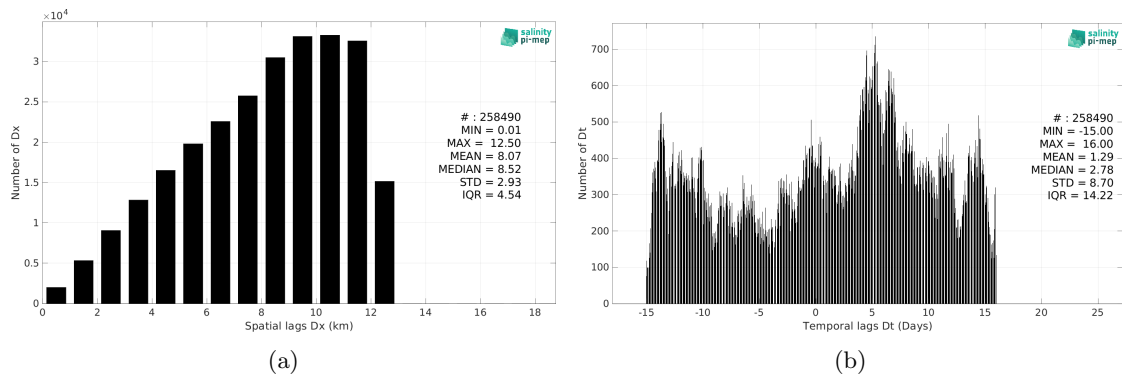 ×10⁴
3
2.5
2
1.5
1
0.5
0
Number of Dx
salinity
pi-mep
# : 258490
MIN = 0.01
MAX = 12.50
MEAN = 8.07
MEDIAN = 8.52
STD = 2.93
IQR = 4.54
0 2 4 6 8 10 12 14 16 18
Spatial lags Dx (km)
(a)
700
600
500
400
300
200
100
0
Number of Dt
salinity
pi-mep
# : 258490
MIN = -15.00
MAX = 16.00
MEAN = 1.29
MEDIAN = 2.78
STD = 8.70
IQR = 14.22
-15 -10 -5 0 5 10 15 20 25
Temporal lags Dt (Days)
(b)